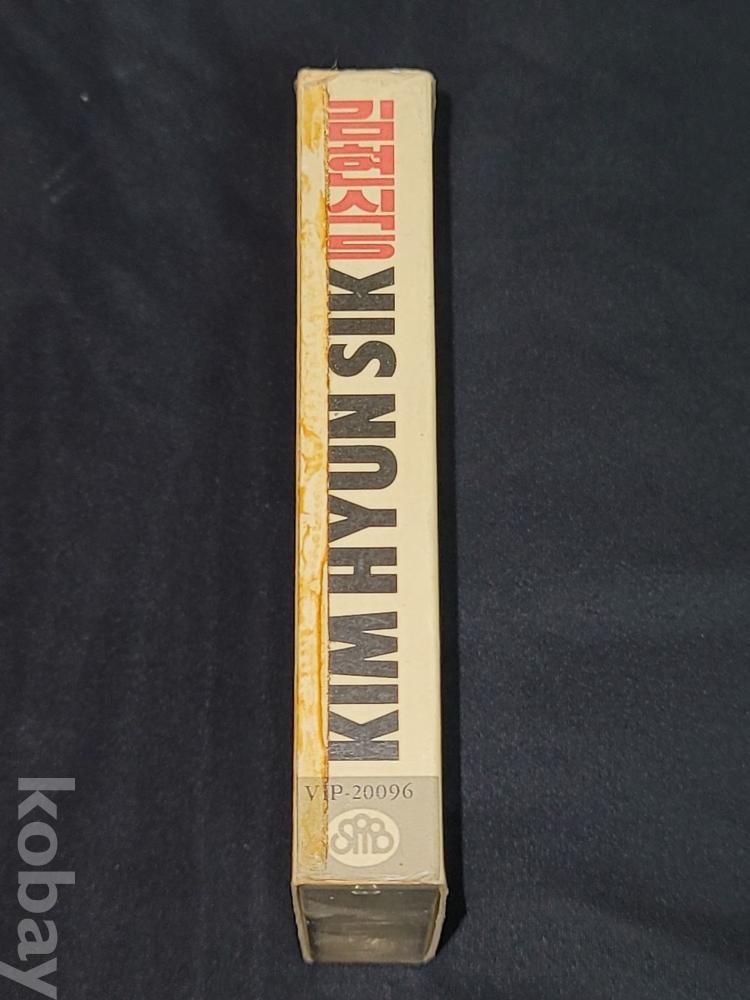 김현식
KIM HYUN SIK
VIP-20096
kobay